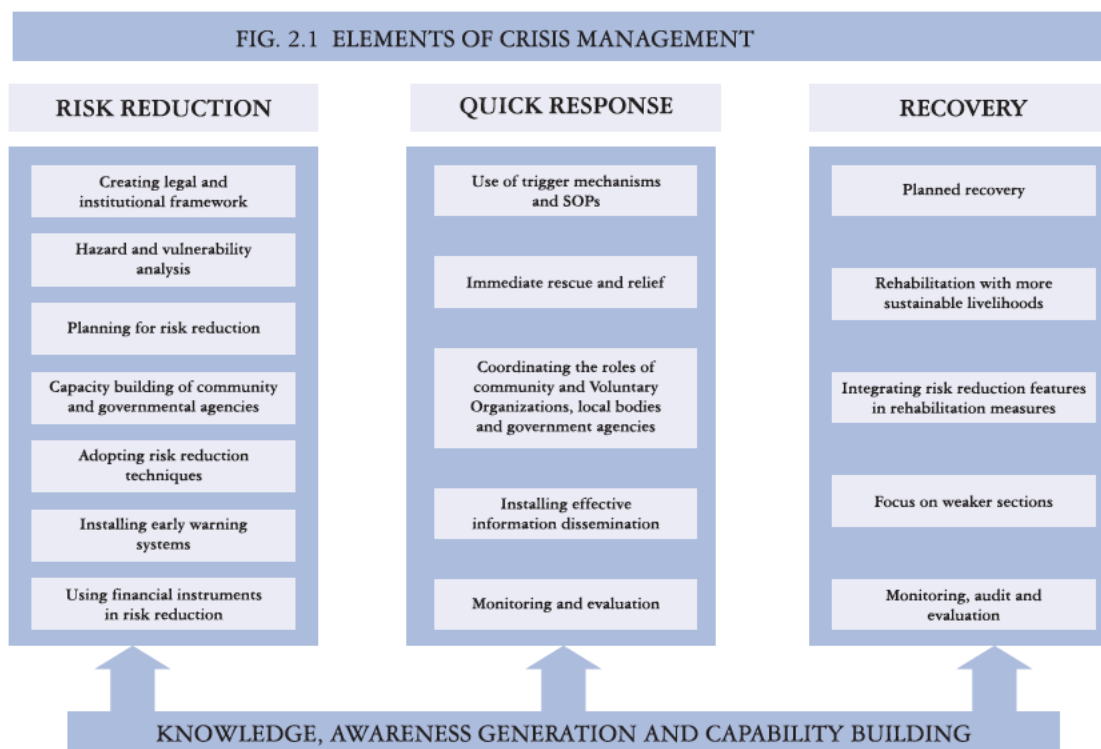 FIG. 2.1 ELEMENTS OF CRISIS MANAGEMENT
RISK REDUCTION
Creating legal and
institutional framework
Hazard and vulnerability
analysis
Planning for risk reduction
Capacity building of community
and governmental agencies
Adopting risk reduction
techniques
Installing early warning
systems
Using financial instruments
in risk reduction
QUICK RESPONSE
Use of trigger mechanisms
and SOPs
Immediate rescue and relief
Coordinating the roles of
community and Voluntary
Organizations, local bodies
and government agencies
Installing effective
information dissemination
Monitoring and evaluation
RECOVERY
Planned recovery
Rehabilitation with more
sustainable livelihoods
Integrating risk reduction features
in rehabilitation measures
Focus on weaker sections
Monitoring, audit and
evaluation
KNOWLEDGE, AWARENESS GENERATION AND CAPABILITY BUILDING